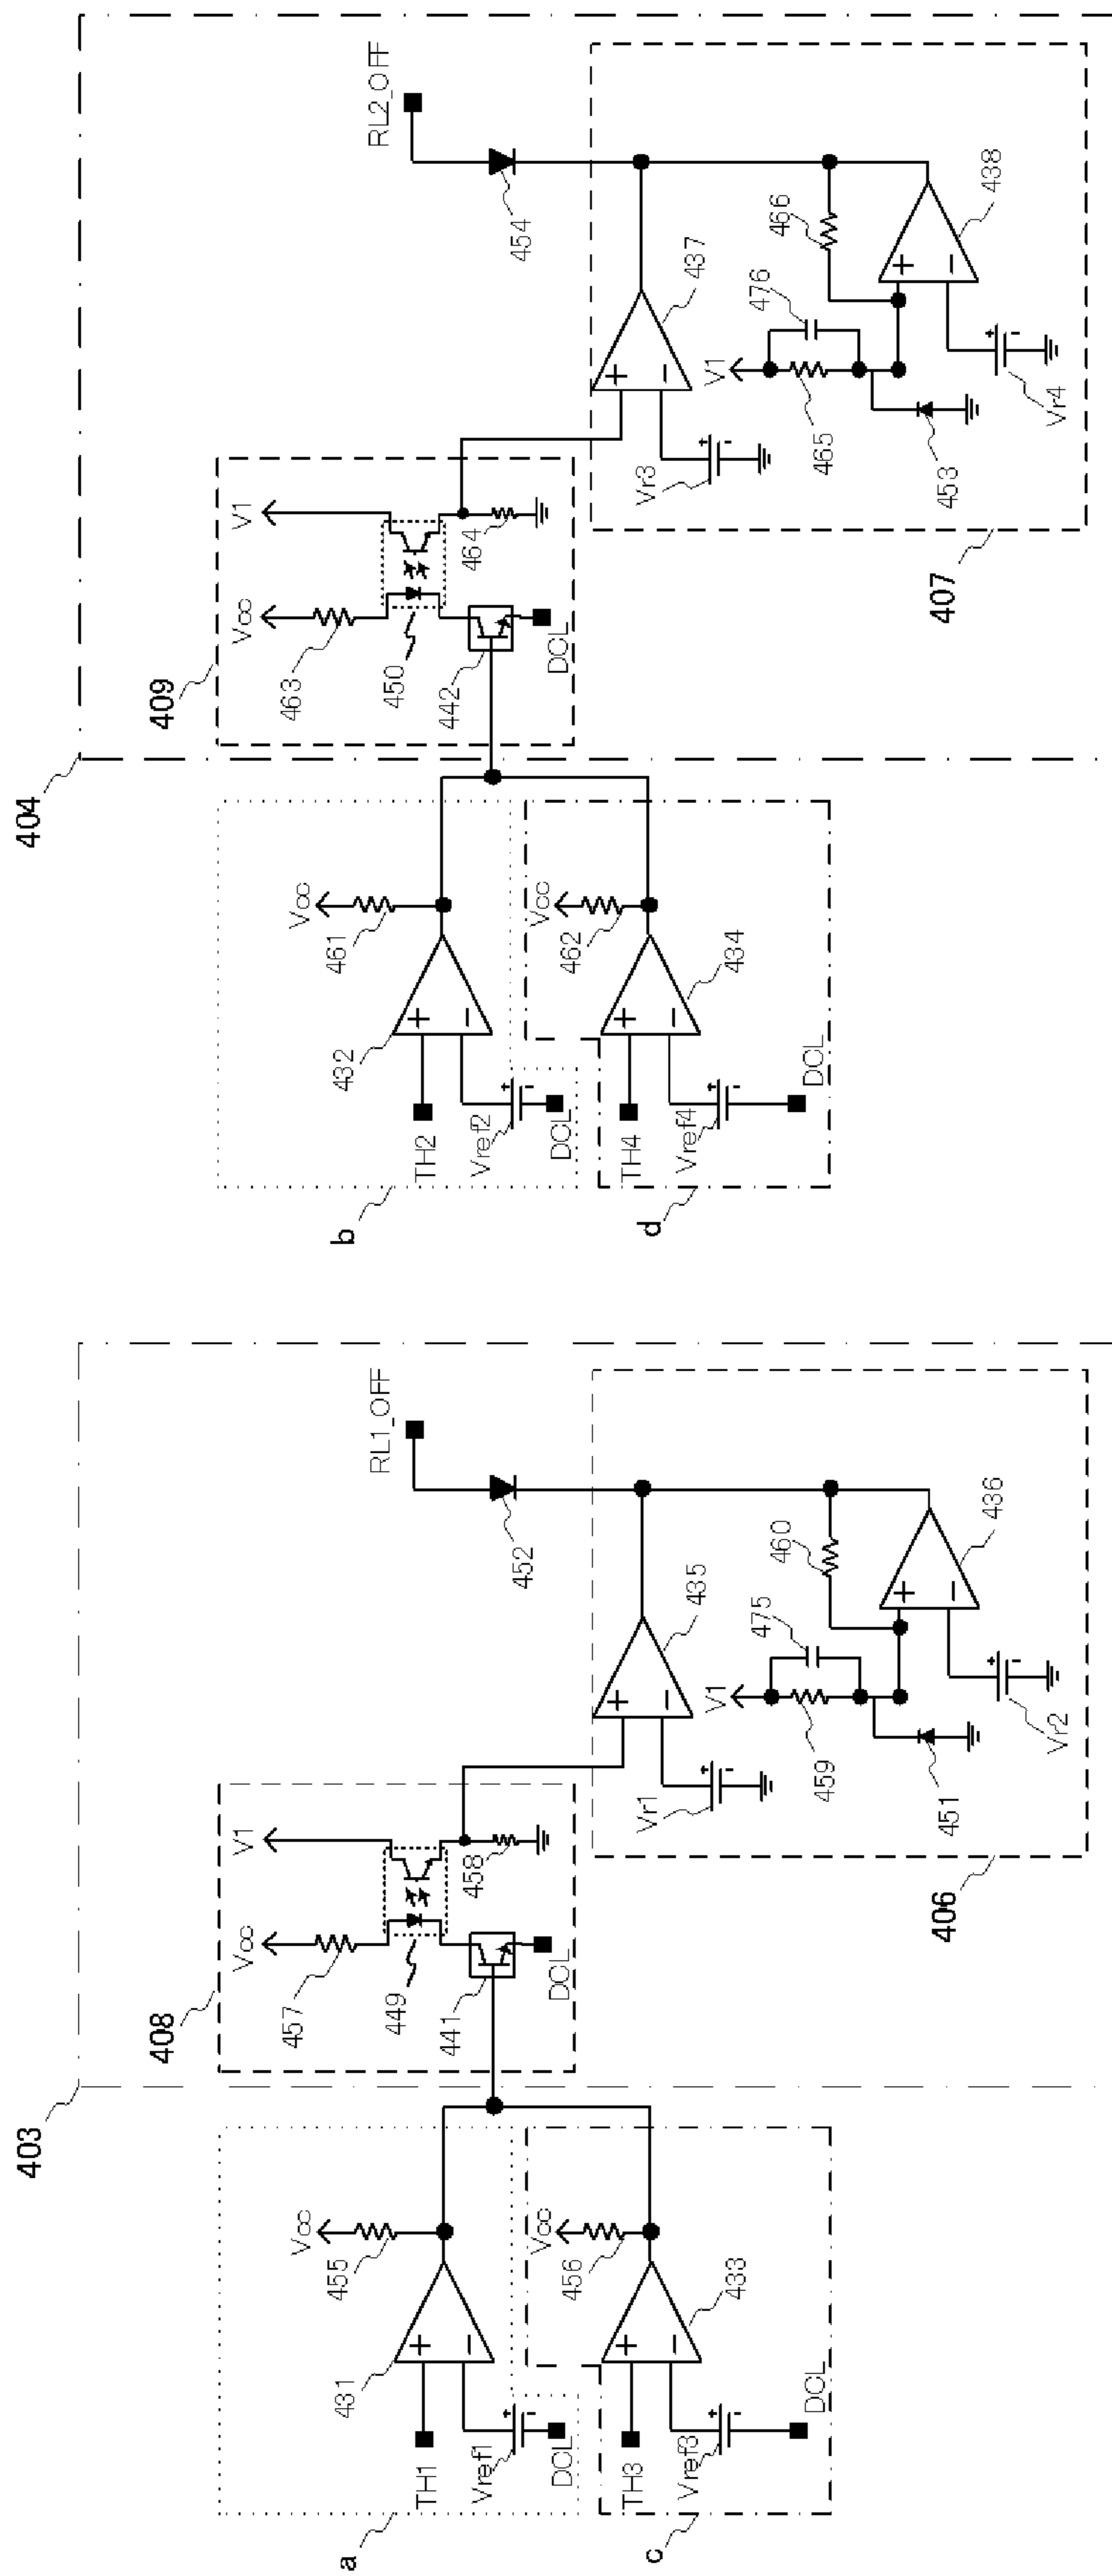 403
408
Vcc
V1
457
449
441
458
DCL
RL1_OFF
452
406
Vr1
435
V1
459
475
460
451
436
Vr2
a
TH1
431
Vcc
455
Vref1
DCL
c
TH3
433
Vcc
456
Vref3
DCL
404
409
Vcc
V1
463
450
442
464
DCL
RL2_OFF
454
407
Vr3
437
V1
465
476
466
453
438
Vr4
b
TH2
432
Vcc
461
Vref2
DCL
d
TH4
434
Vcc
462
Vref4
DCL